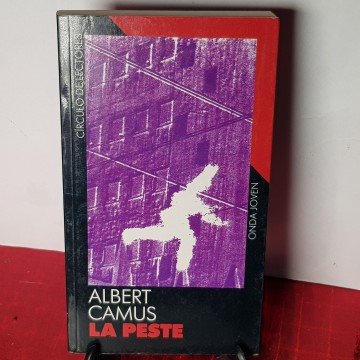 CÍRCULO DE LECTORES
ONDA JOVEN
ALBERT
CAMUS
LA PESTE